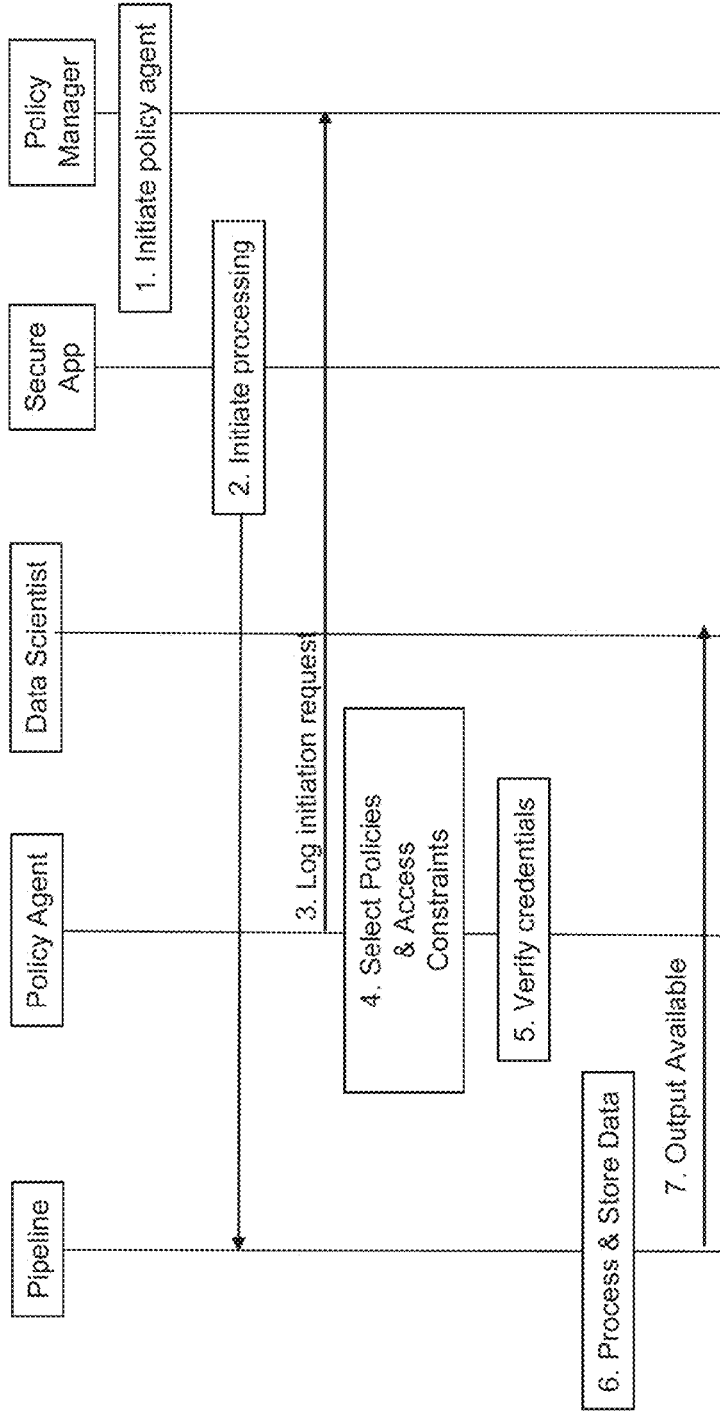 Pipeline
Policy Agent
Data Scientist
Secure
App
Policy
Manager
1. Initiate policy agent
2. Initiate processing
3. Log initiation request
4. Select Policies
& Access
Constraints
5. Verify credentials
6. Process & Store Data
7. Output Available